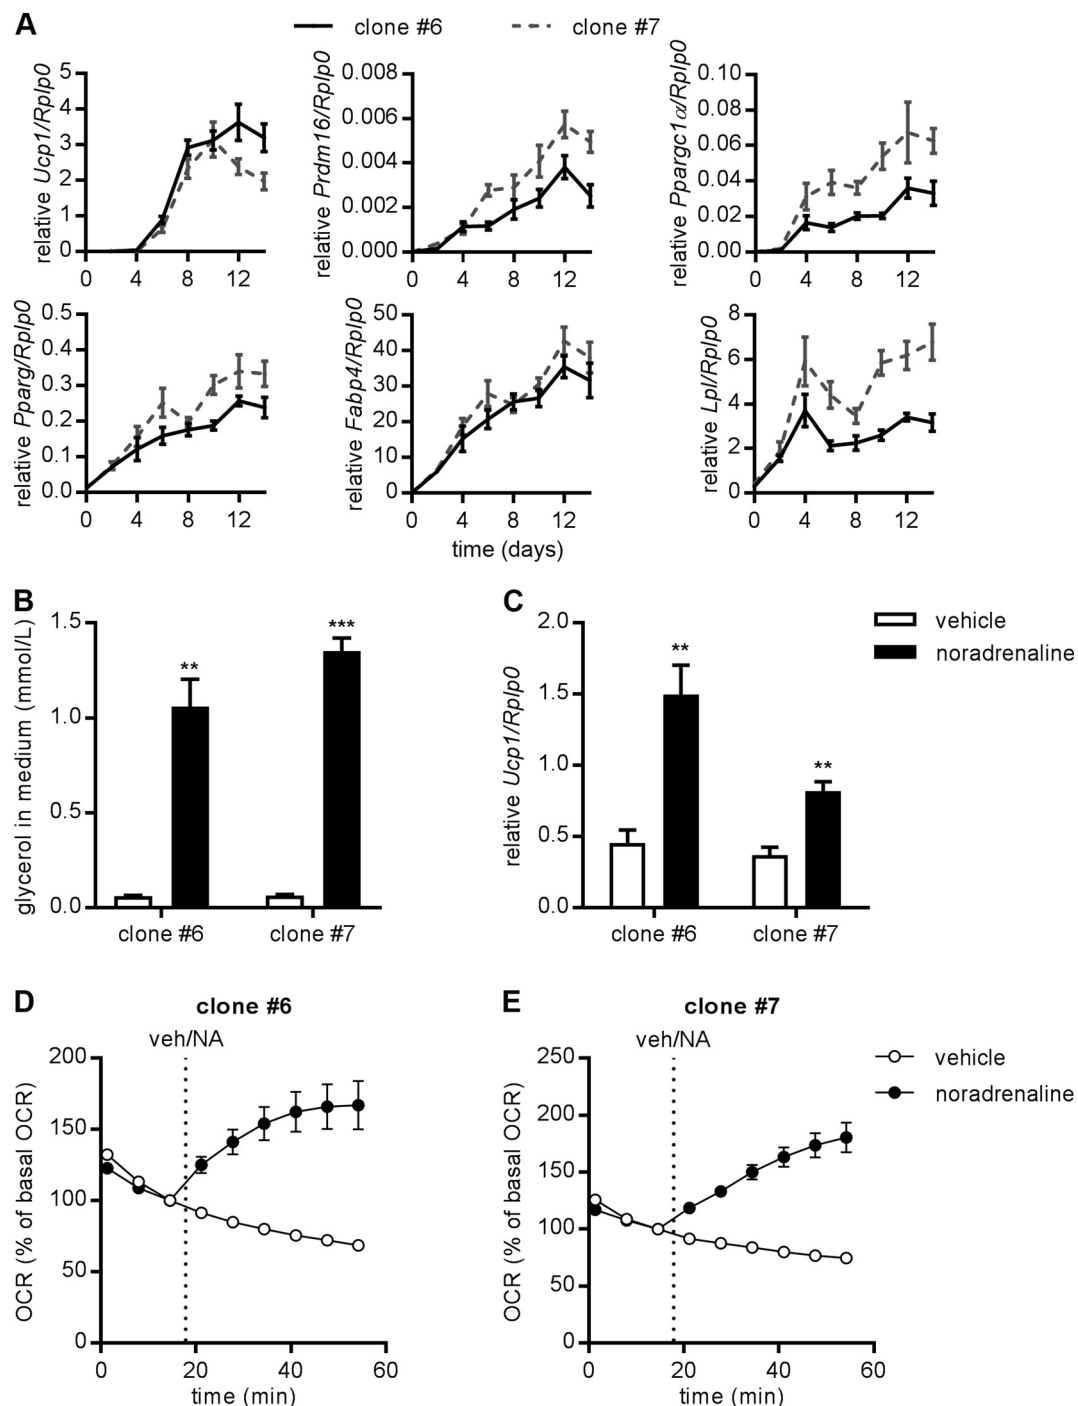 A
clone #6
clone #7
relative Ucp1/Rplp0
5
4
3
2
1
0
0 4 8 12
relative Prdm16/Rplp0
0.008
0.006
0.004
0.002
0.000
0 4 8 12
relative Ppargc1α/Rplp0
0.10
0.08
0.06
0.04
0.02
0.00
0 4 8 12
relative Pparg/Rplp0
0.5
0.4
0.3
0.2
0.1
0.0
0 4 8 12
relative Fabp4/Rplp0
50
40
30
20
10
0
0 4 8 12
relative Lpl/Rplp0
8
6
4
2
0
0 4 8 12
time (days)
B
glycerol in medium (mmol/L)
1.5
1.0
0.5
0.0
**
***
clone #6
clone #7
C
relative Ucp1/Rplp0
2.0
1.5
1.0
0.5
0.0
**
**
clone #6
clone #7
vehicle
noradrenaline
D
clone #6
veh/NA
OCR (% of basal OCR)
200
150
100
50
0
0 20 40 60
time (min)
E
clone #7
veh/NA
OCR (% of basal OCR)
250
200
150
100
50
0
0 20 40 60
time (min)
vehicle
noradrenaline